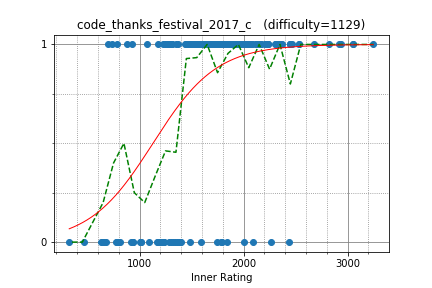 code_thanks_festival_2017_c   (difficulty=1129)
1
0
1000
2000
3000
Inner Rating